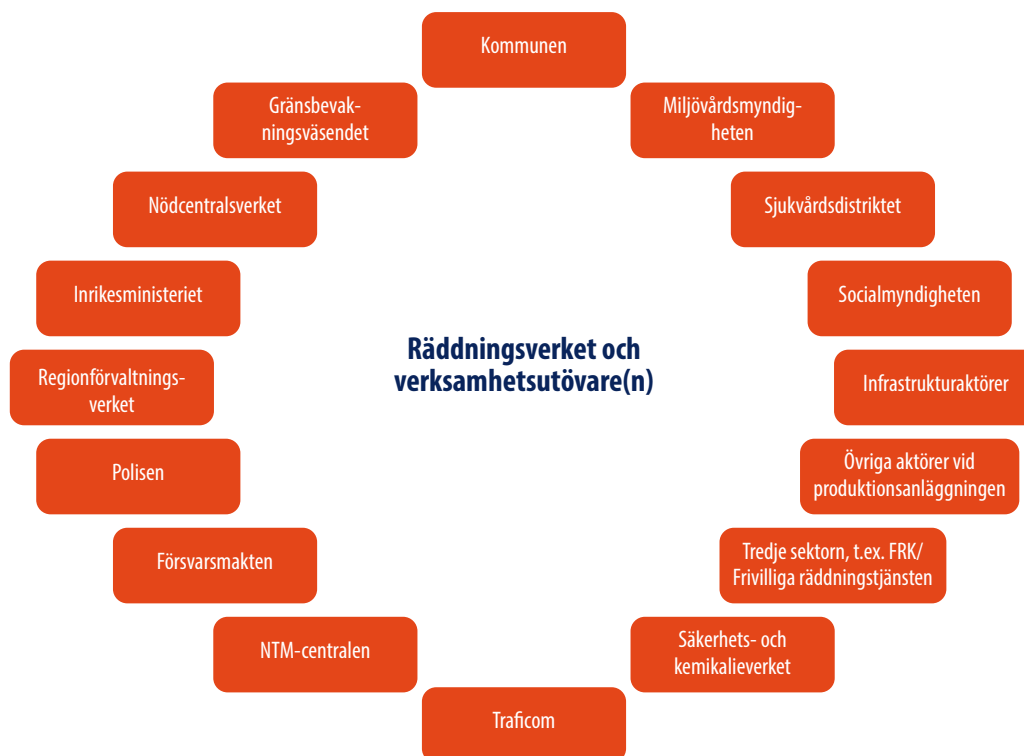 Kommunen
Gränsbevak-
ningsväsendet
Miljövårdsmyndig-
heten
Nödcentralsverket
Sjukvårdsdistriktet
Inrikesministeriet
Socialmyndigheten
Räddningsverket och
verksamhetsutövare(n)
Regionförvaltnings-
verket
Infrastrukturaktörer
Polisen
Övriga aktörer vid
produktionsanläggningen
Försvarsmakten
Tredje sektorn, t.ex. FRK/
Frivilliga räddningstjänsten
NTM-centralen
Säkerhets- och
kemikalieverket
Traficom